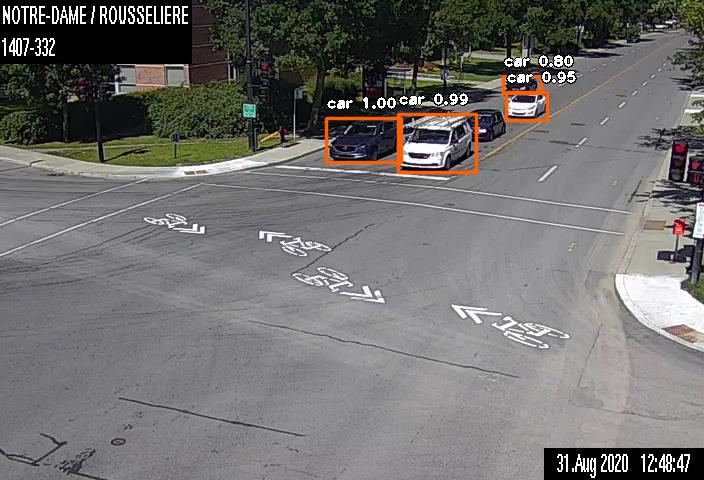 NOTRE-DAME / ROUSSELIERE
1407-332
car 0.80
car 0.95
car 1.00
car 0.99
31.Aug 2020 12:48:47